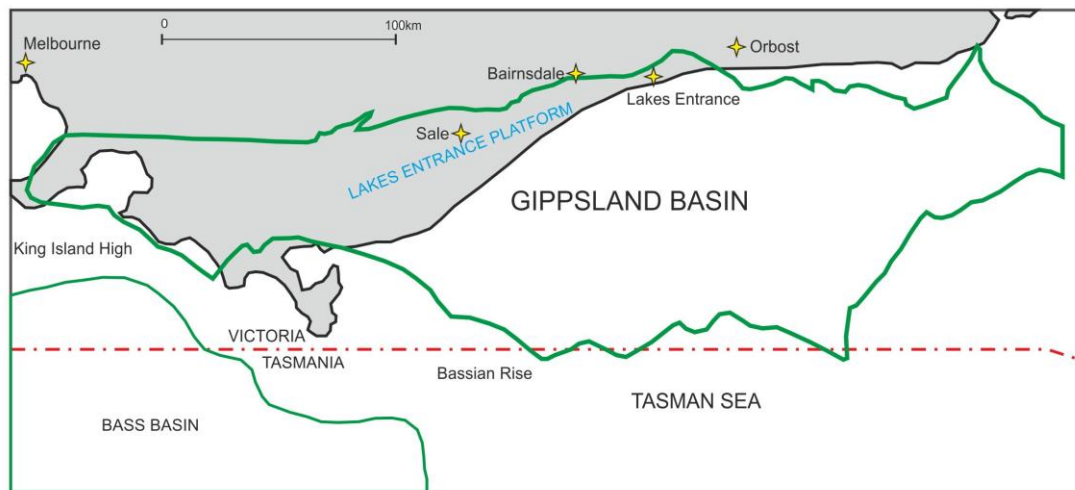 0
100km
Melbourne
Orbost
Bairnsdale
Lakes Entrance
Sale
LAKES ENTRANCE PLATFORM
GIPPSLAND BASIN
King Island High
VICTORIA
TASMANIA
Bassian Rise
TASMAN SEA
BASS BASIN